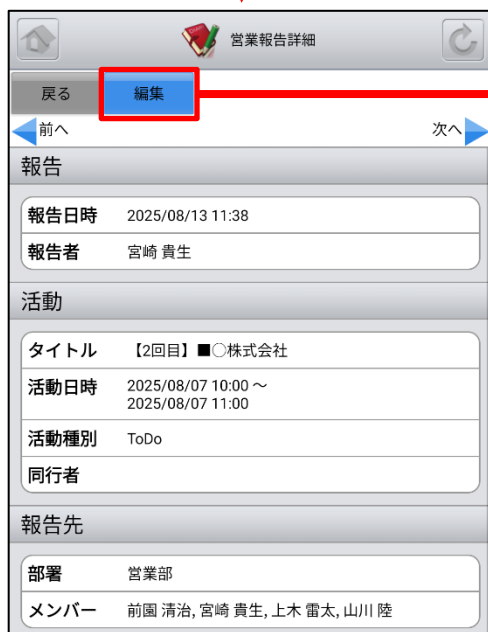 営業報告詳細
戻る
編集
前へ
次へ
報告
報告日時 2025/08/13 11:38
報告者 宮崎 貴生
活動
タイトル 【2回目】■○株式会社
活動日時 2025/08/07 10:00 ～
2025/08/07 11:00
活動種別 ToDo
同行者
報告先
部署 営業部
メンバー 前園 清治, 宮崎 貴生, 上木 雷太, 山川 陸